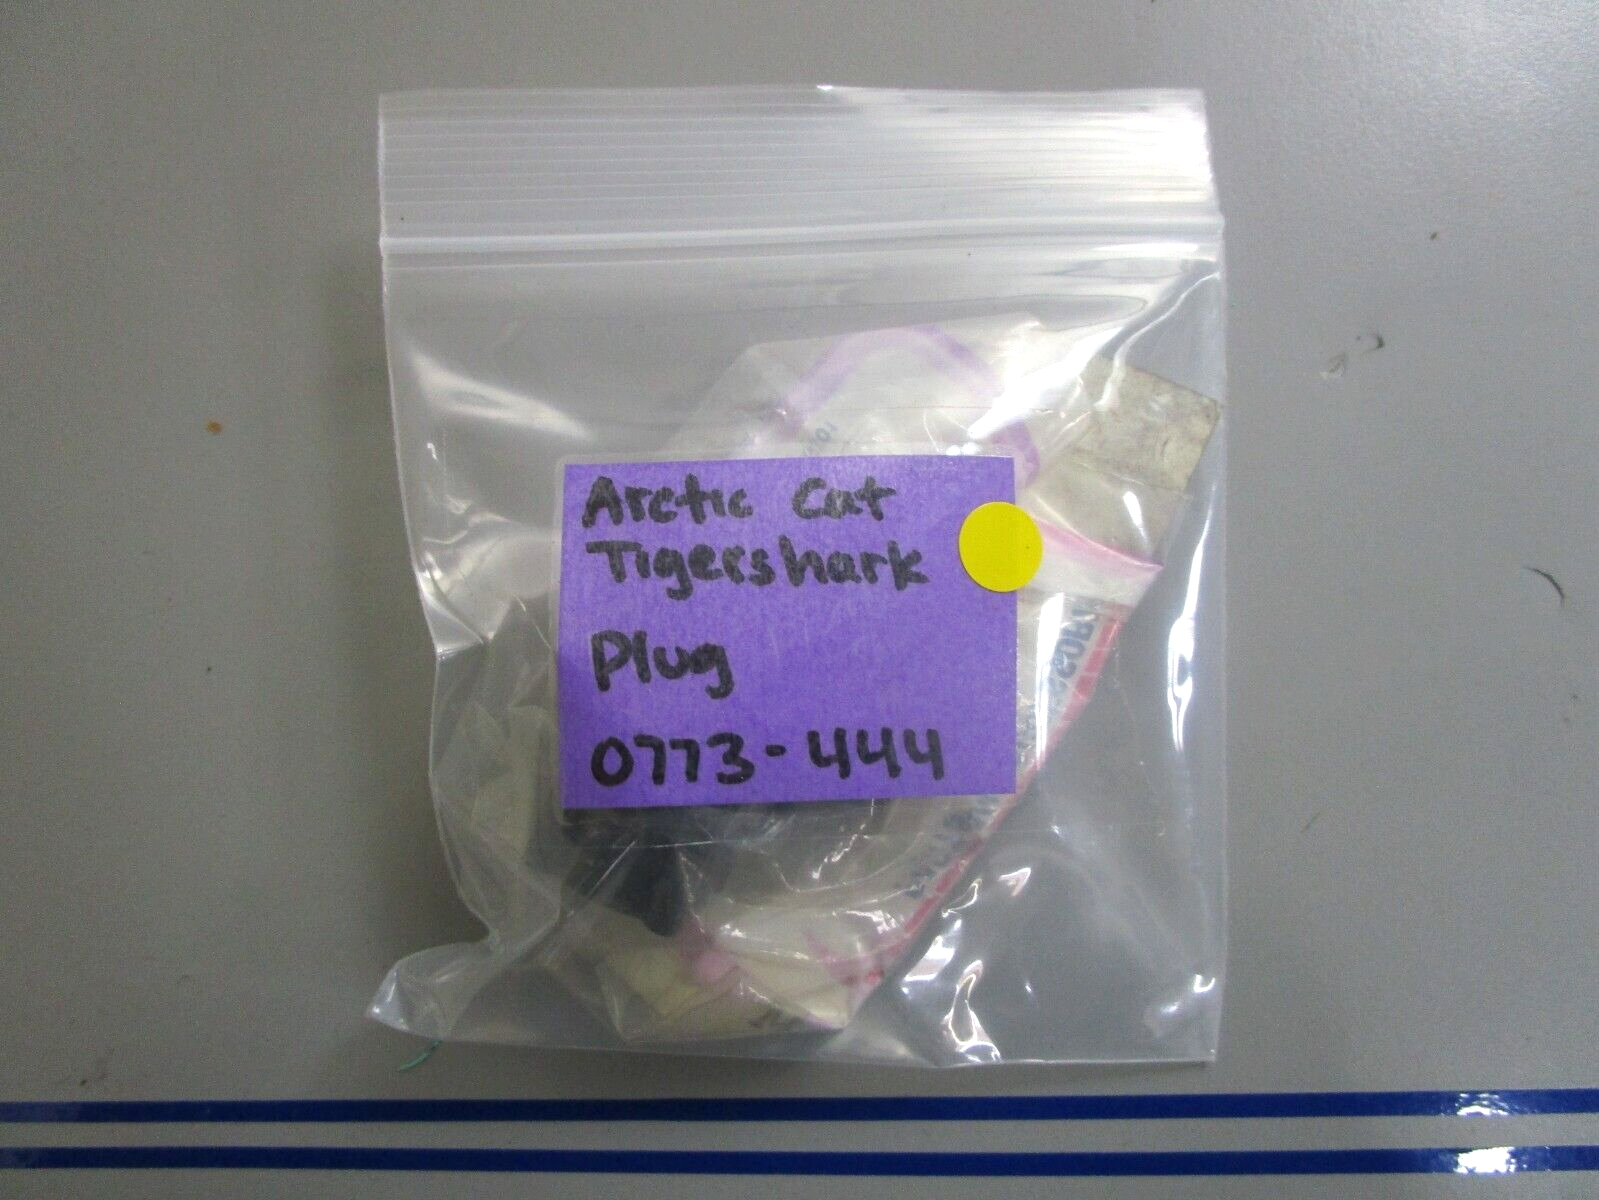 Arctic Cat
Tigershark
Plug
0773-444